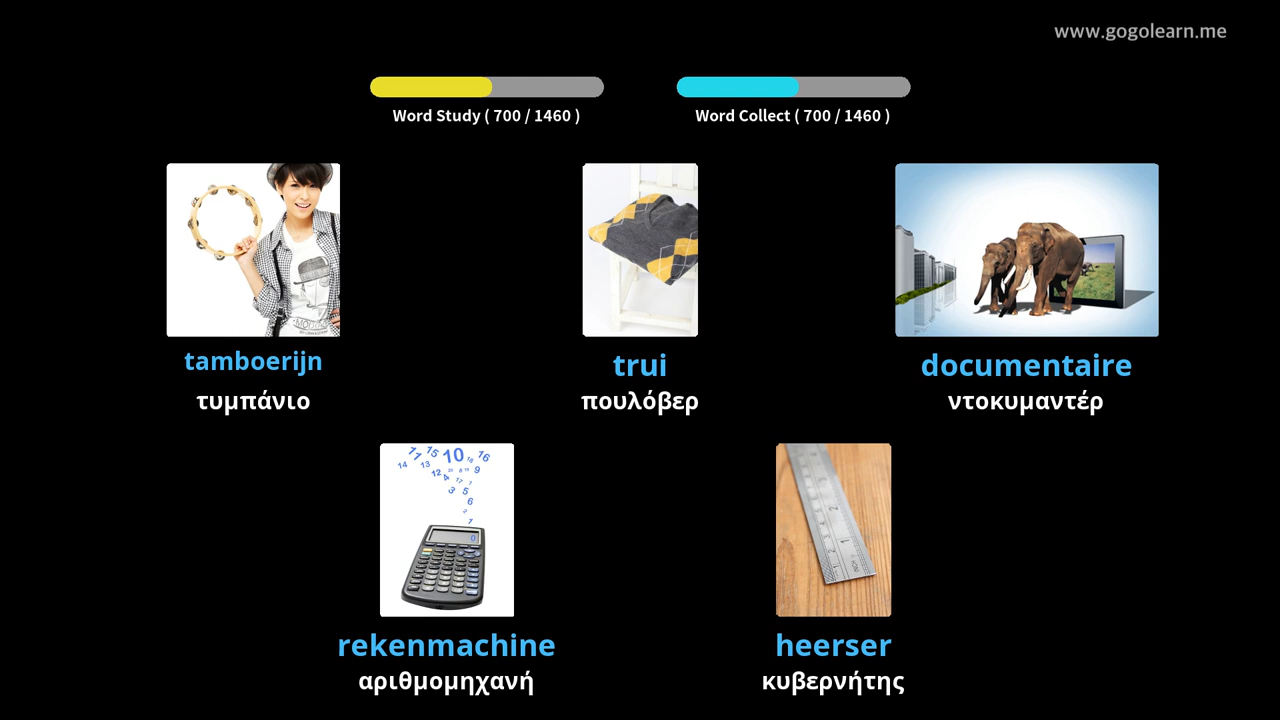 www.gogolearn.me
Word Study ( 700 / 1460 )
Word Collect ( 700 / 1460 )
tamboerijn
τυμπάνιο
trui
πουλόβερ
documentaire
ντοκυμαντέρ
rekenmachine
αριθμομηχανή
heerser
κυβερνήτης